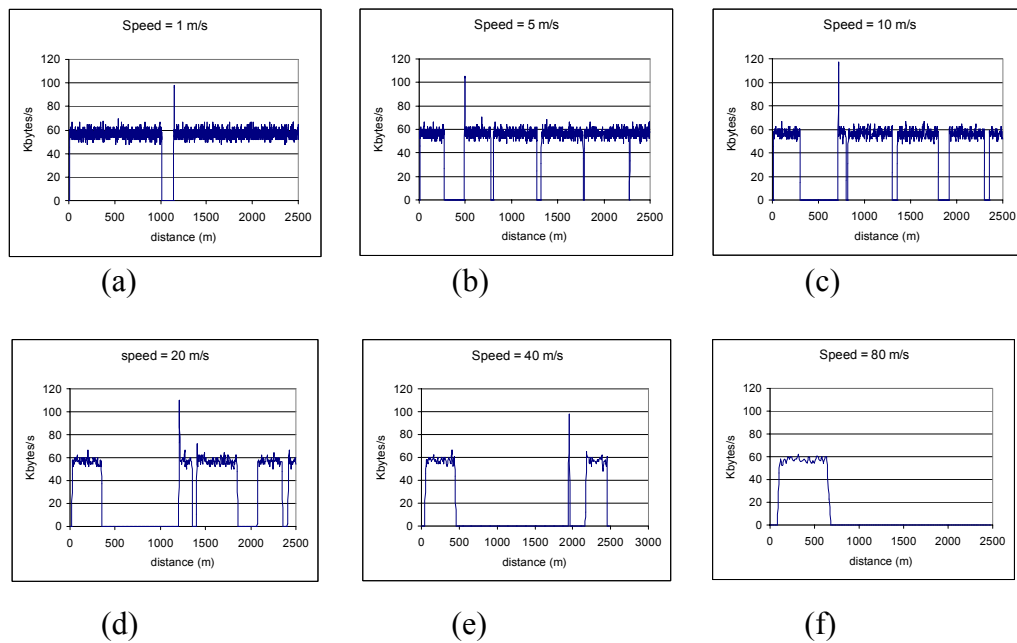 Speed = 1 m/s
Kbytes/s
120
100
80
60
40
20
0
0 500 1000 1500 2000 2500
distance (m)
(a)
Speed = 5 m/s
Kbytes/s
120
100
80
60
40
20
0
0 500 1000 1500 2000 2500
distance (m)
(b)
Speed = 10 m/s
Kbytes/s
120
100
80
60
40
20
0
0 500 1000 1500 2000 2500
distance (m)
(c)
speed = 20 m/s
Kbytes/s
120
100
80
60
40
20
0
0 500 1000 1500 2000 2500
distance (m)
(d)
Speed = 40 m/s
Kbytes/s
120
100
80
60
40
20
0
0 500 1000 1500 2000 2500 3000
distance (m)
(e)
Speed = 80 m/s
Kbytes/s
120
100
80
60
40
20
0
0 500 1000 1500 2000 2500
distance (m)
(f)